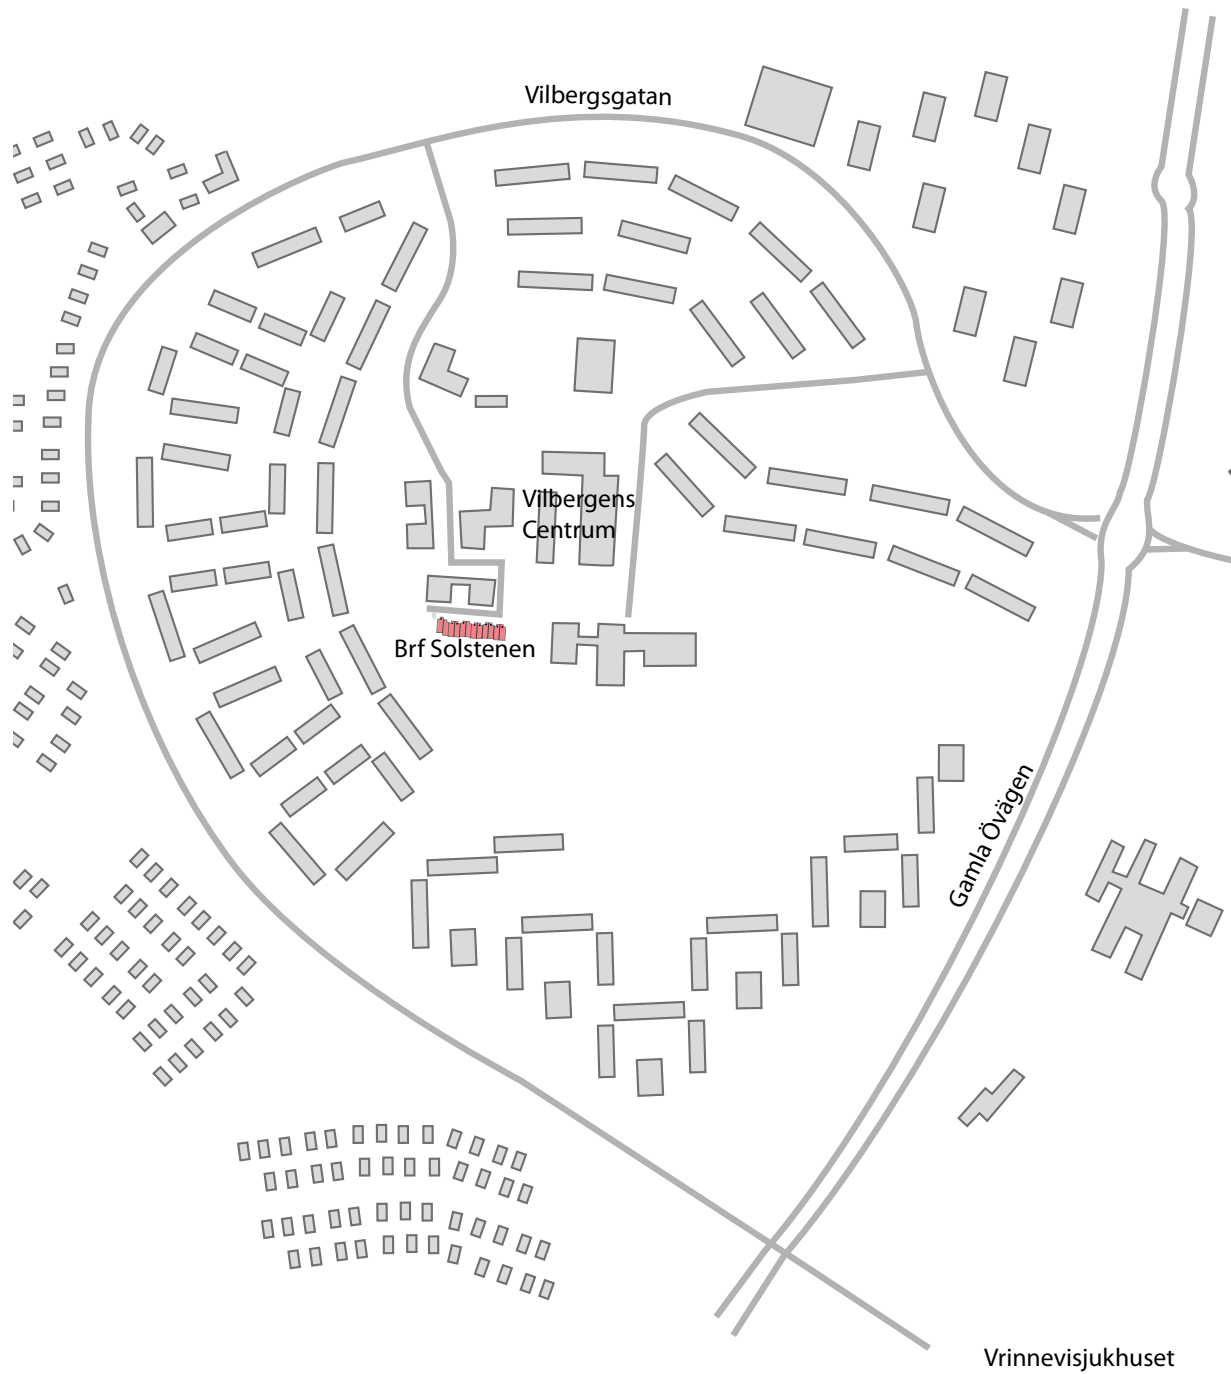 Vilbergsgatan
Vilbergens
Centrum
Brf Solstenen
Gamla Övägen
Vrinnevisjukhuset